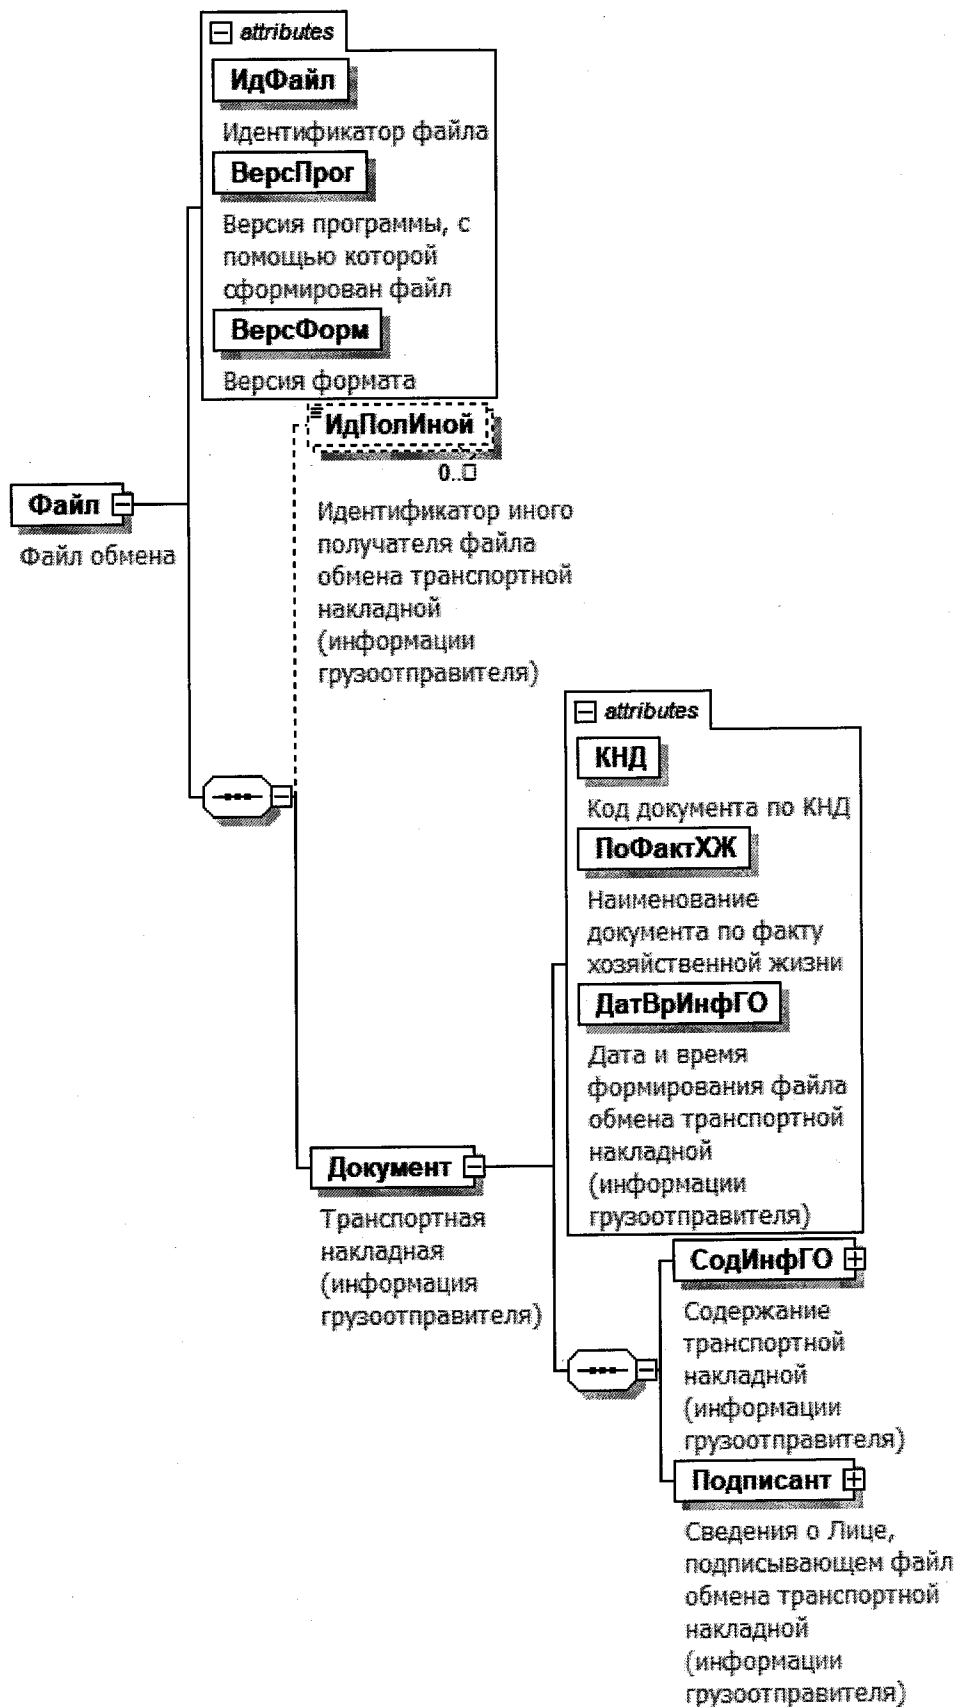 attributes
ИдФайл
Идентификатор файла
ВерсПрог
Версия программы, с
помощью которой
сформирован файл
ВерсФорм
Версия формата
ИдПолИной
0..
Файл
Файл обмена
Идентификатор иного
получателя файла
обмена транспортной
накладной
(информации
грузоотправителя)
attributes
КНД
Код документа по КНД
ПоФактХЖ
Наименование
документа по факту
хозяйственной жизни
ДатВрИнфГО
Дата и время
формирования файла
обмена транспортной
накладной
(информации
грузоотправителя)
Документ
Транспортная
накладная
(информация
грузоотправителя)
СодИнфГО
Содержание
транспортной
накладной
(информации
грузоотправителя)
Подписант
Сведения о Лице,
подписывающем файл
обмена транспортной
накладной
(информации
грузоотправителя)